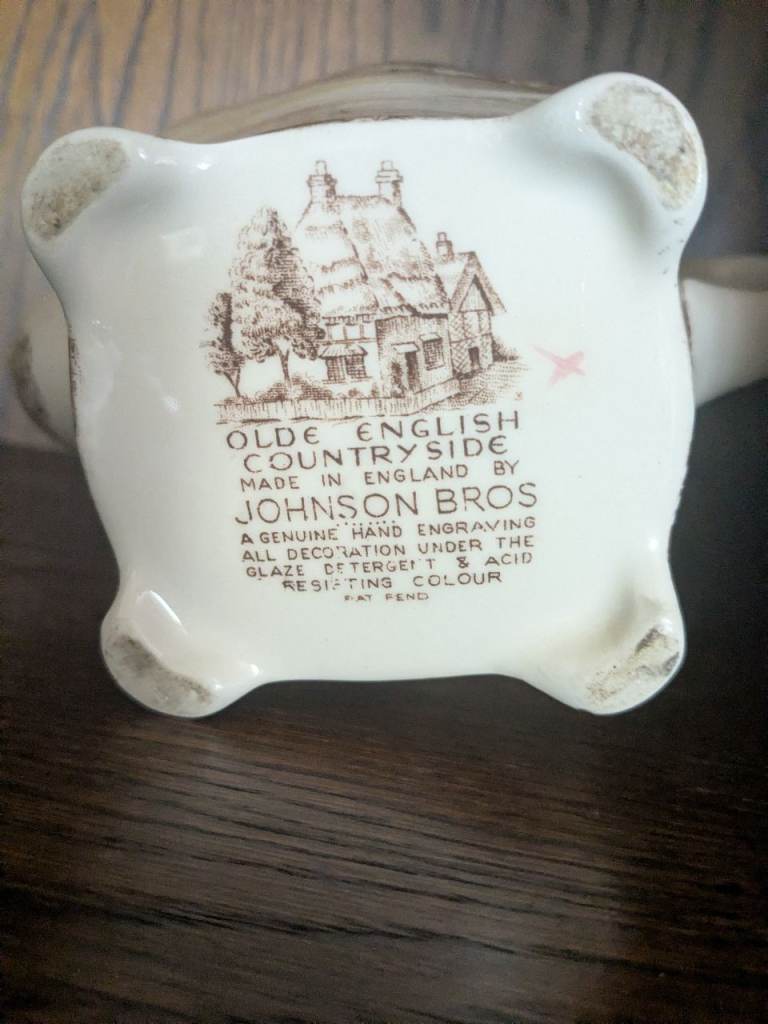 OLDE ENGLISH
COUNTRYSIDE
MADE IN ENGLAND BY
JOHNSON BROS
A GENUINE HAND ENGRAVING
ALL DECORATION UNDER THE
GLAZE DETERGENT & ACID
RESISTING COLOUR
PAT PEND